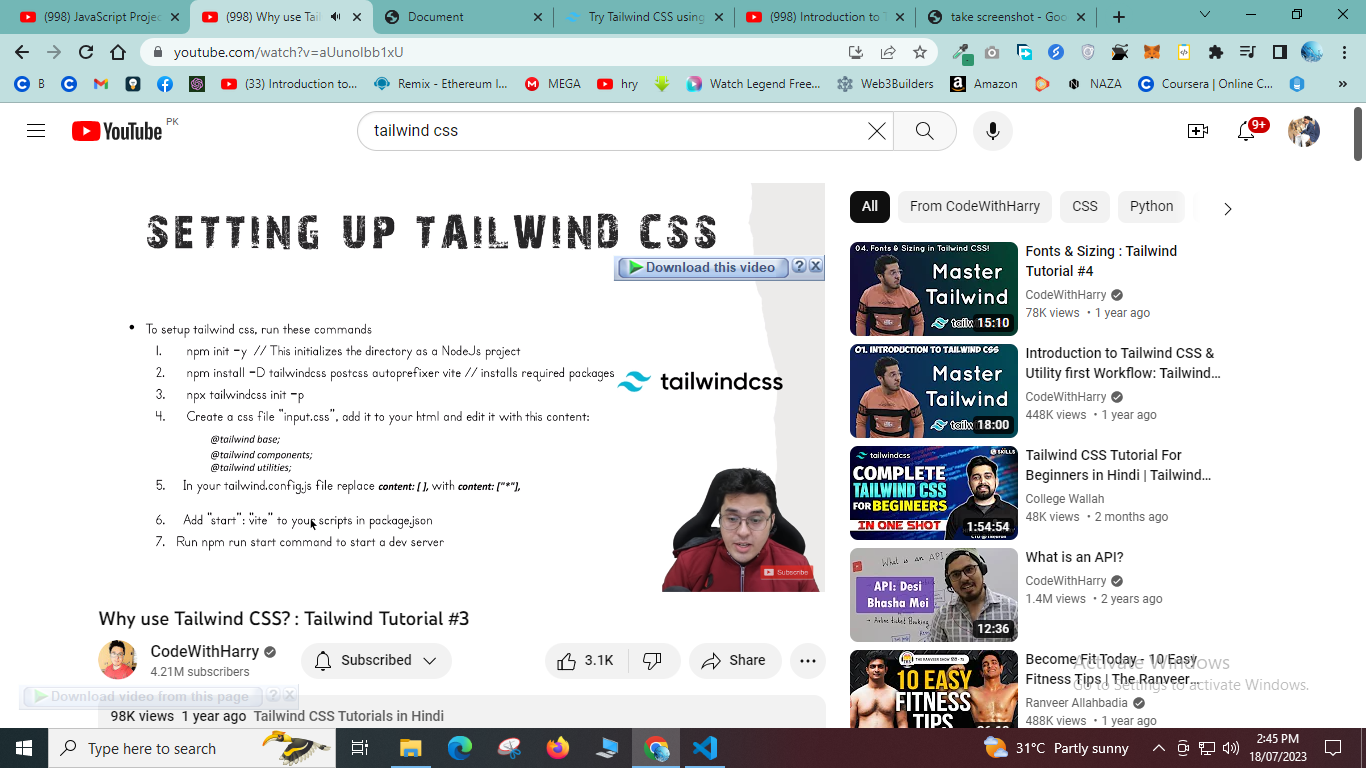 (998) JavaScript Projec
(998) Why use Tail
Document
Try Tailwind CSS using
(998) Introduction to T
take screenshot - Goo
youtube.com/watch?v=aUunolbb1xU
B
(33) Introduction to...
Remix - Ethereum I...
MEGA
hry
Watch Legend Free...
Web3Builders
Amazon
NAZA
Coursera | Online C...
YouTube PK
tailwind css
9+
SETTING UP TAILWIND CSS
Download this video
• To setup tailwind css, run these commands
1. npm init -y // This initializes the directory as a NodeJs project
2. npm install -D tailwindcss postcss autoprefixer vite // installs required packages
3. npx tailwindcss init -p
4. Create a css file "input.css", add it to your html and edit it with this content:
@tailwind base;
@tailwind components;
@tailwind utilities;
5. In your tailwind.config.js file replace content: [ ], with content: ["*"],
6. Add "start": "vite" to your scripts in package.json
7. Run npm run start command to start a dev server
tailwindcss
Subscribe
Why use Tailwind CSS? : Tailwind Tutorial #3
CodeWithHarry
4.21M subscribers
Subscribed
3.1K
Share
Download video from this page
98K views 1 year ago Tailwind CSS Tutorials in Hindi
All
From CodeWithHarry
CSS
Python
04. Fonts & Sizing in Tailwind CSS!
Master
Tailwind
15:10
Fonts & Sizing : Tailwind
Tutorial #4
CodeWithHarry
78K views • 1 year ago
01. INTRODUCTION TO TAILWIND CSS
Master
Tailwind
18:00
Introduction to Tailwind CSS &
Utility first Workflow: Tailwind...
CodeWithHarry
448K views • 1 year ago
tailwindcss
SKILLS
COMPLETE
TAILWIND CSS
FOR BEGINEERS
IN ONE SHOT
1:54:54
Tailwind CSS Tutorial For
Beginners in Hindi | Tailwind...
College Wallah
48K views • 2 months ago
What is an API
API: Desi
Bhasha Mei
12:36
What is an API?
CodeWithHarry
1.4M views • 2 years ago
THE RANVEER SHOW
10 EASY
FITNESS
TIPS
Become Fit Today - 10 Easy
Fitness Tips | The Ranveer...
Ranveer Allahbadia
488K views • 1 year ago
Activate Windows
Go to Settings to activate Windows.
Type here to search
31°C Partly sunny
2:45 PM
18/07/2023